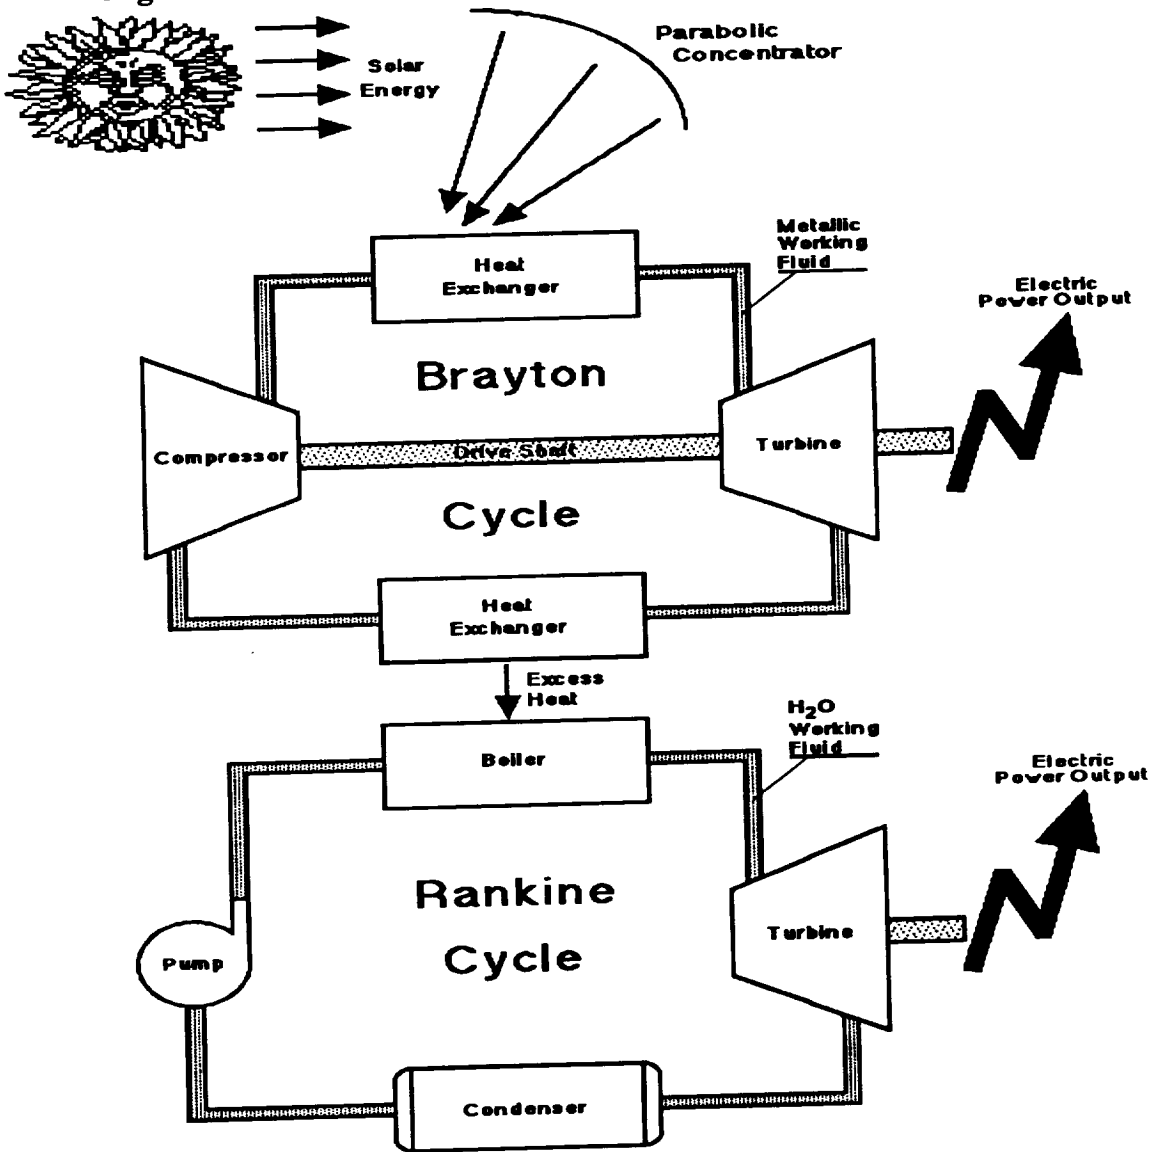 Parabolic
Concentrator
Solar
Energy
Metallic
Working
Fluid
Heat
Exchanger
Electric
Power Output
Brayton
Compressor
Drive Shaft
Turbine
Cycle
Heat
Exchanger
Excess
Heat
H₂O
Working
Fluid
Boiler
Electric
Power Output
Rankine
Cycle
Turbine
Pump
Condenser